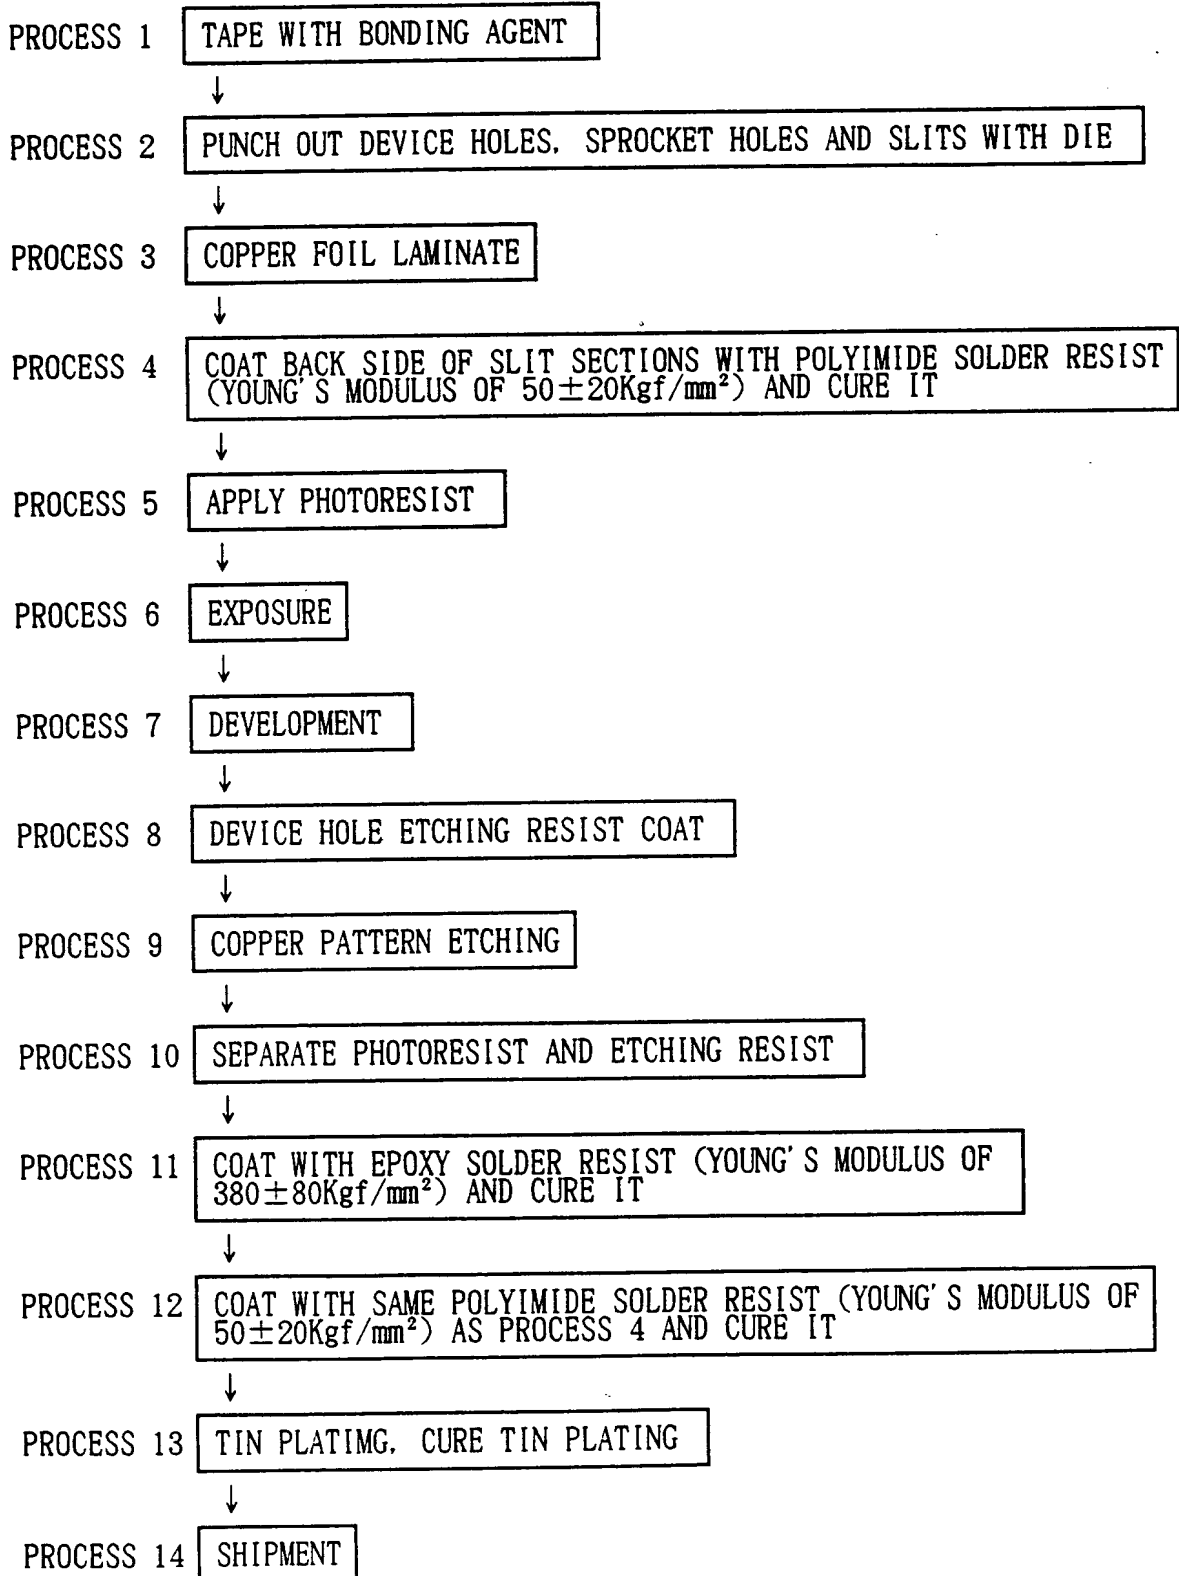 PROCESS 1 TAPE WITH BONDING AGENT
PROCESS 2 PUNCH OUT DEVICE HOLES. SPROCKET HOLES AND SLITS WITH DIE
PROCESS 3 COPPER FOIL LAMINATE
PROCESS 4 COAT BACK SIDE OF SLIT SECTIONS WITH POLYIMIDE SOLDER RESIST
(YOUNG'S MODULUS OF 50±20Kgf/mm²) AND CURE IT
PROCESS 5 APPLY PHOTORESIST
PROCESS 6 EXPOSURE
PROCESS 7 DEVELOPMENT
PROCESS 8 DEVICE HOLE ETCHING RESIST COAT
PROCESS 9 COPPER PATTERN ETCHING
PROCESS 10 SEPARATE PHOTORESIST AND ETCHING RESIST
PROCESS 11 COAT WITH EPOXY SOLDER RESIST (YOUNG'S MODULUS OF
380±80Kgf/mm²) AND CURE IT
PROCESS 12 COAT WITH SAME POLYIMIDE SOLDER RESIST (YOUNG'S MODULUS OF
50±20Kgf/mm²) AS PROCESS 4 AND CURE IT
PROCESS 13 TIN PLATIMG. CURE TIN PLATING
PROCESS 14 SHIPMENT